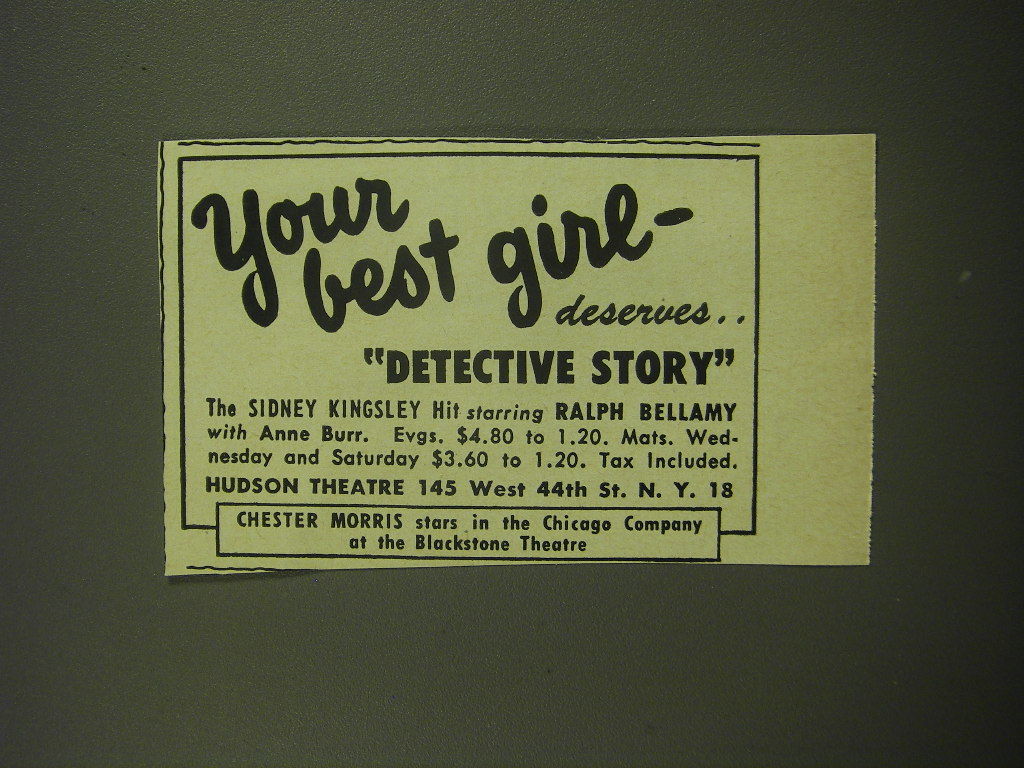 Your
best girl-
deserves..
"DETECTIVE STORY"
The SIDNEY KINGSLEY Hit starring RALPH BELLAMY
with Anne Burr. Evgs. $4.80 to 1.20. Mats. Wed-
nesday and Saturday $3.60 to 1.20. Tax Included.
HUDSON THEATRE 145 West 44th St. N. Y. 18
CHESTER MORRIS stars in the Chicago Company
at the Blackstone Theatre